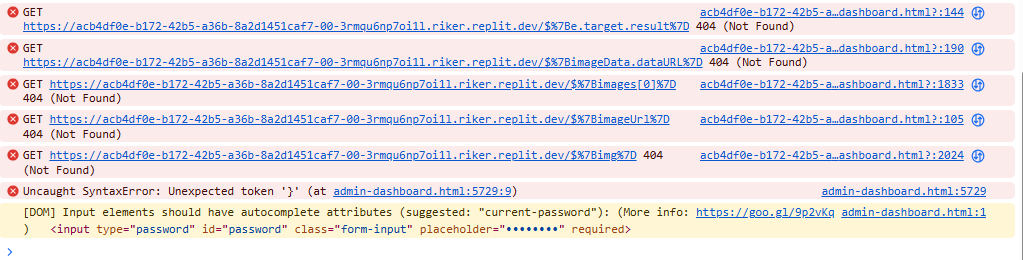 GET acb4df0e-b172-42b5-a…dashboard.html?:144
https://acb4df0e-b172-42b5-a36b-8a2d1451caf7-00-3rmqu6np7oi1l.riker.replit.dev/$%7Be.target.result%7D 404 (Not Found)
GET acb4df0e-b172-42b5-a…dashboard.html?:190
https://acb4df0e-b172-42b5-a36b-8a2d1451caf7-00-3rmqu6np7oi1l.riker.replit.dev/$%7BimageData.dataURL%7D 404 (Not Found)
GET https://acb4df0e-b172-42b5-a36b-8a2d1451caf7-00-3rmqu6np7oi1l.riker.replit.dev/$%7Bimages[0]%7D acb4df0e-b172-42b5-a…ashboard.html?:1833
404 (Not Found)
GET https://acb4df0e-b172-42b5-a36b-8a2d1451caf7-00-3rmqu6np7oi1l.riker.replit.dev/$%7BimageUrl%7D acb4df0e-b172-42b5-a…dashboard.html?:105
404 (Not Found)
GET https://acb4df0e-b172-42b5-a36b-8a2d1451caf7-00-3rmqu6np7oi1l.riker.replit.dev/$%7Bimg%7D 404 acb4df0e-b172-42b5-a…ashboard.html?:2024
(Not Found)
Uncaught SyntaxError: Unexpected token '}' (at admin-dashboard.html:5729:9) admin-dashboard.html:5729
[DOM] Input elements should have autocomplete attributes (suggested: "current-password"): (More info: https://goo.gl/9p2vKq admin-dashboard.html:1
) <input type="password" id="password" class="form-input" placeholder="••••••••" required>